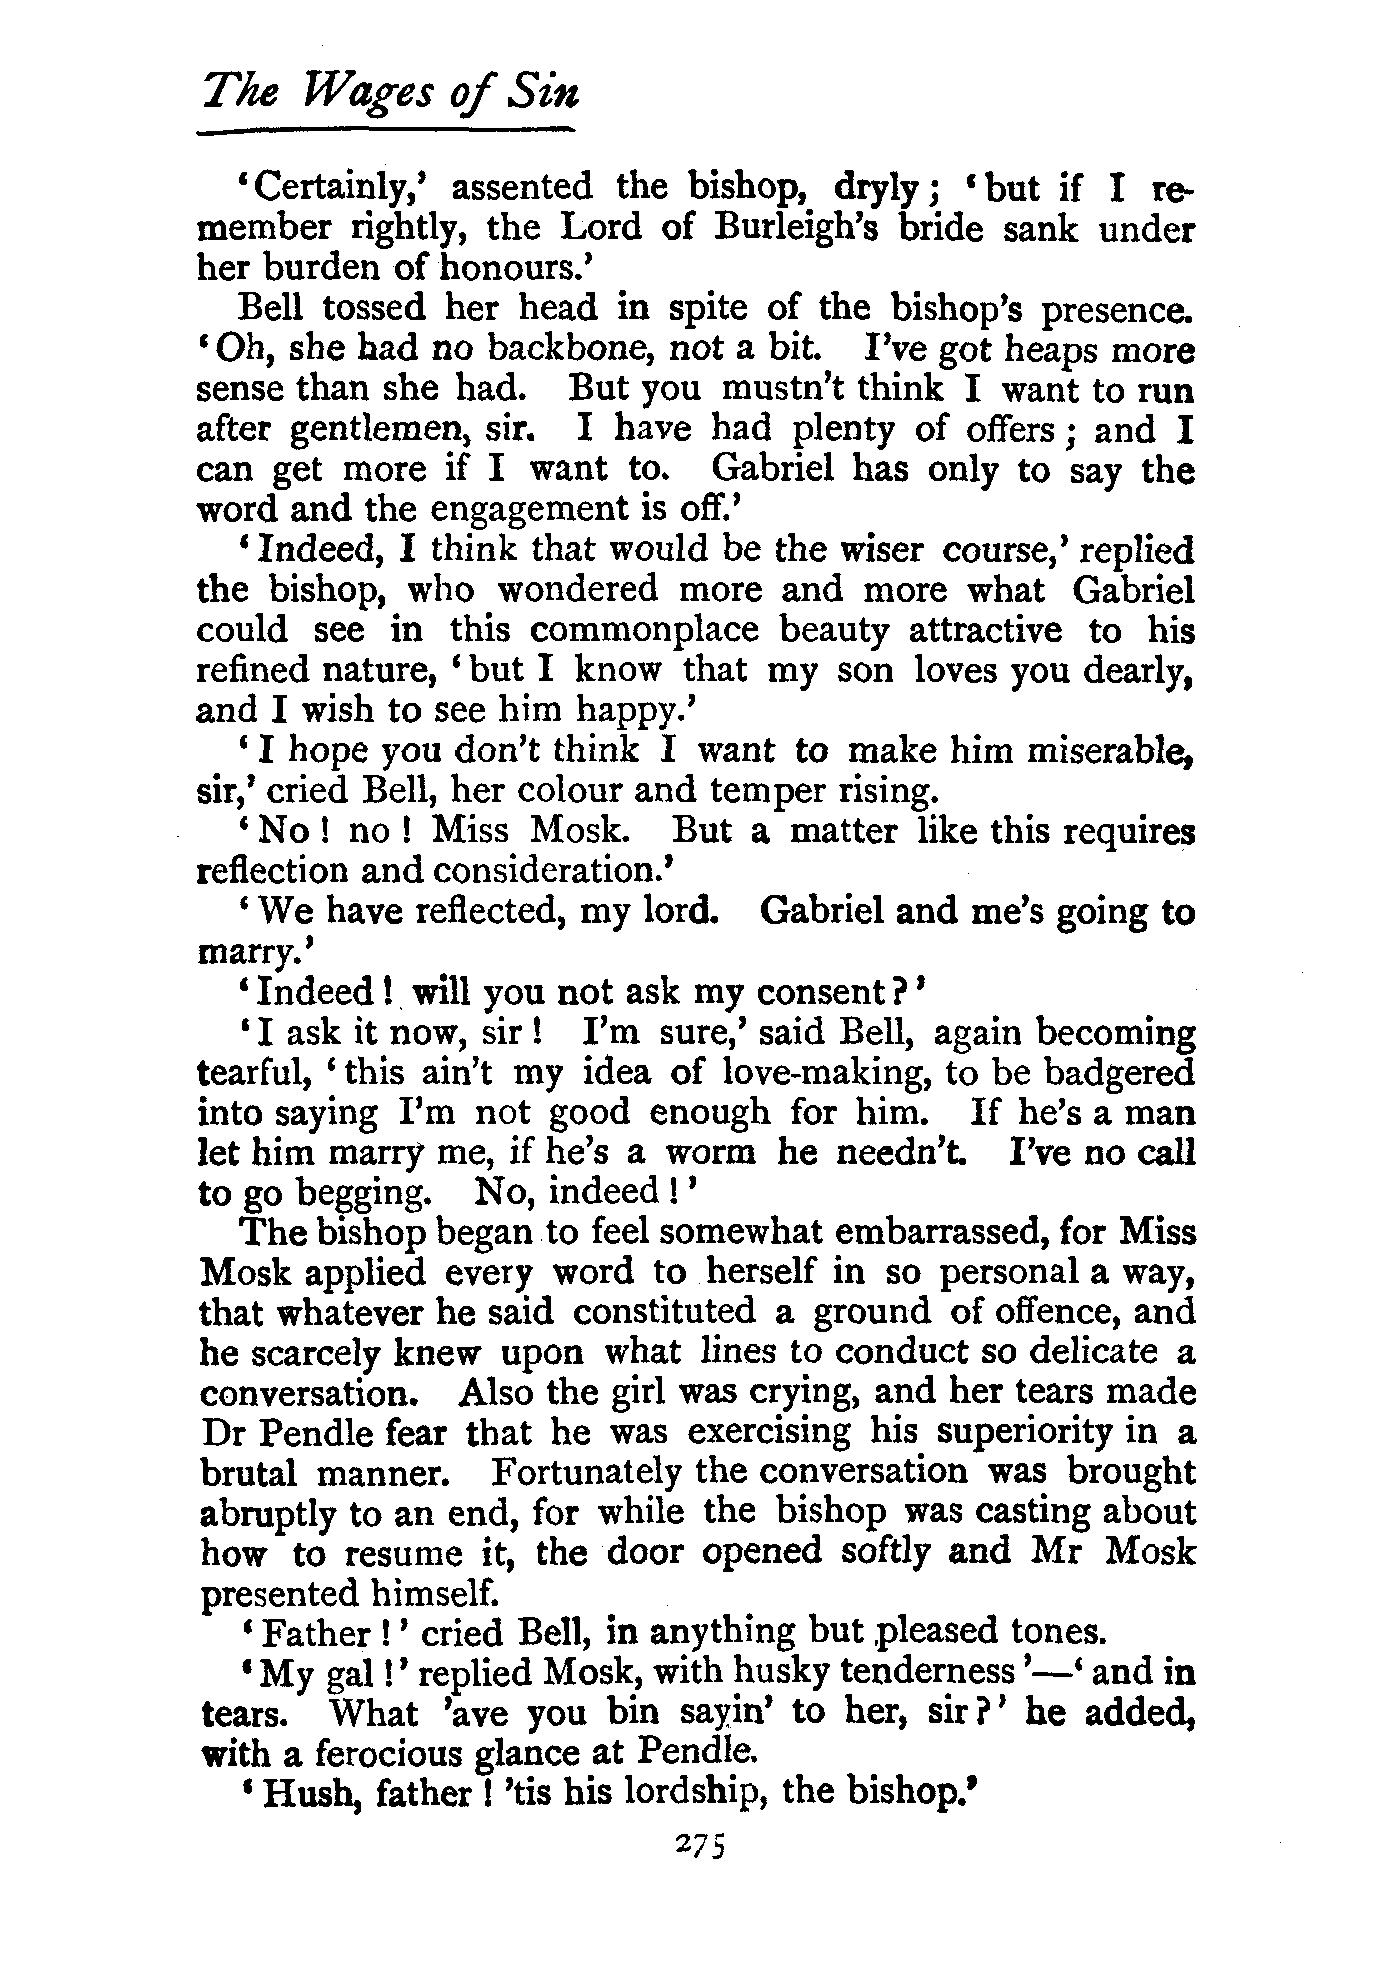 The Wages of Sin
‘Certainly,’ assented the bishop, dryly; ‘but if I re-
member rightly, the Lord of Burleigh’s bride sank under
her burden of honours.’
Bell tossed her head in spite of the bishop’s presence.
‘Oh, she had no backbone, not a bit. I’ve got heaps more
sense than she had. But you mustn’t think I want to run
after gentlemen, sir. I have had plenty of offers; and I
can get more if I want to. Gabriel has only to say the
word and the engagement is off.’
‘Indeed, I think that would be the wiser course,’ replied
the bishop, who wondered more and more what Gabriel
could see in this commonplace beauty attractive to his
refined nature, ‘but I know that my son loves you dearly,
and I wish to see him happy.’
‘I hope you don’t think I want to make him miserable,
sir,’ cried Bell, her colour and temper rising.
‘No! no! Miss Mosk. But a matter like this requires
reflection and consideration.’
‘We have reflected, my lord. Gabriel and me’s going to
marry.’
‘Indeed! will you not ask my consent?’
‘I ask it now, sir! I’m sure,’ said Bell, again becoming
tearful, ‘this ain’t my idea of love-making, to be badgered
into saying I’m not good enough for him. If he’s a man
let him marry me, if he’s a worm he needn’t. I’ve no call
to go begging. No, indeed!’
The bishop began to feel somewhat embarrassed, for Miss
Mosk applied every word to herself in so personal a way,
that whatever he said constituted a ground of offence, and
he scarcely knew upon what lines to conduct so delicate a
conversation. Also the girl was crying, and her tears made
Dr Pendle fear that he was exercising his superiority in a
brutal manner. Fortunately the conversation was brought
abruptly to an end, for while the bishop was casting about
how to resume it, the door opened softly and Mr Mosk
presented himself.
‘Father!’ cried Bell, in anything but pleased tones.
‘My gal!’ replied Mosk, with husky tenderness’—‘and in
tears. What ’ave you bin sayin’ to her, sir?’ he added,
with a ferocious glance at Pendle.
‘Hush, father! ’tis his lordship, the bishop.’
275